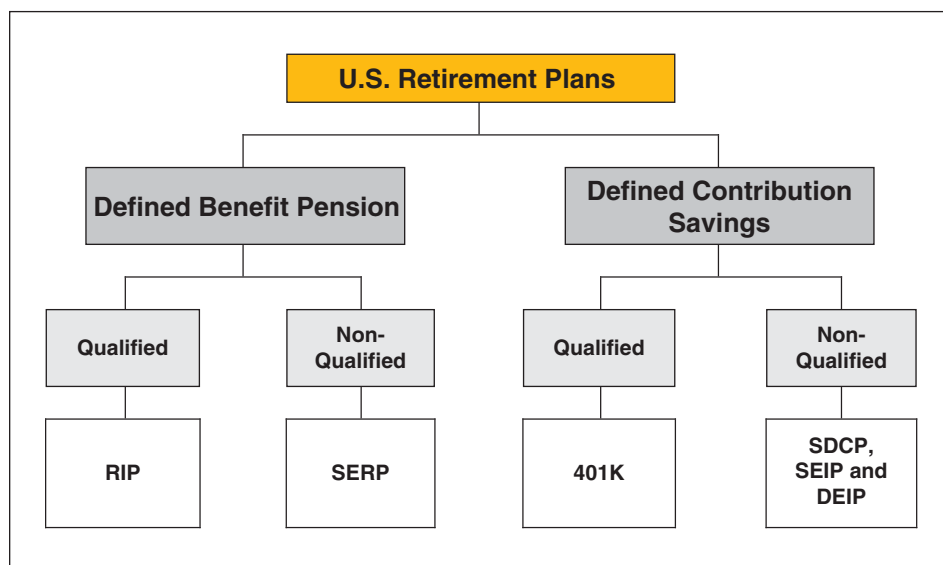 U.S. Retirement Plans
Defined Benefit Pension
Defined Contribution
Savings
Qualified
Non-
Qualified
Qualified
Non-
Qualified
RIP
SERP
401K
SDCP,
SEIP and
DEIP